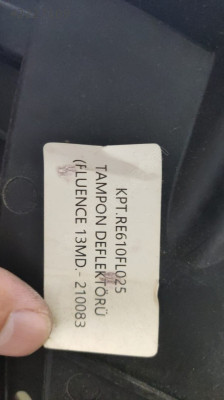 KPT.RE610FL025
TAMPON DEFLEKTÖRÜ
(FLUENCE 13MD.- 210083